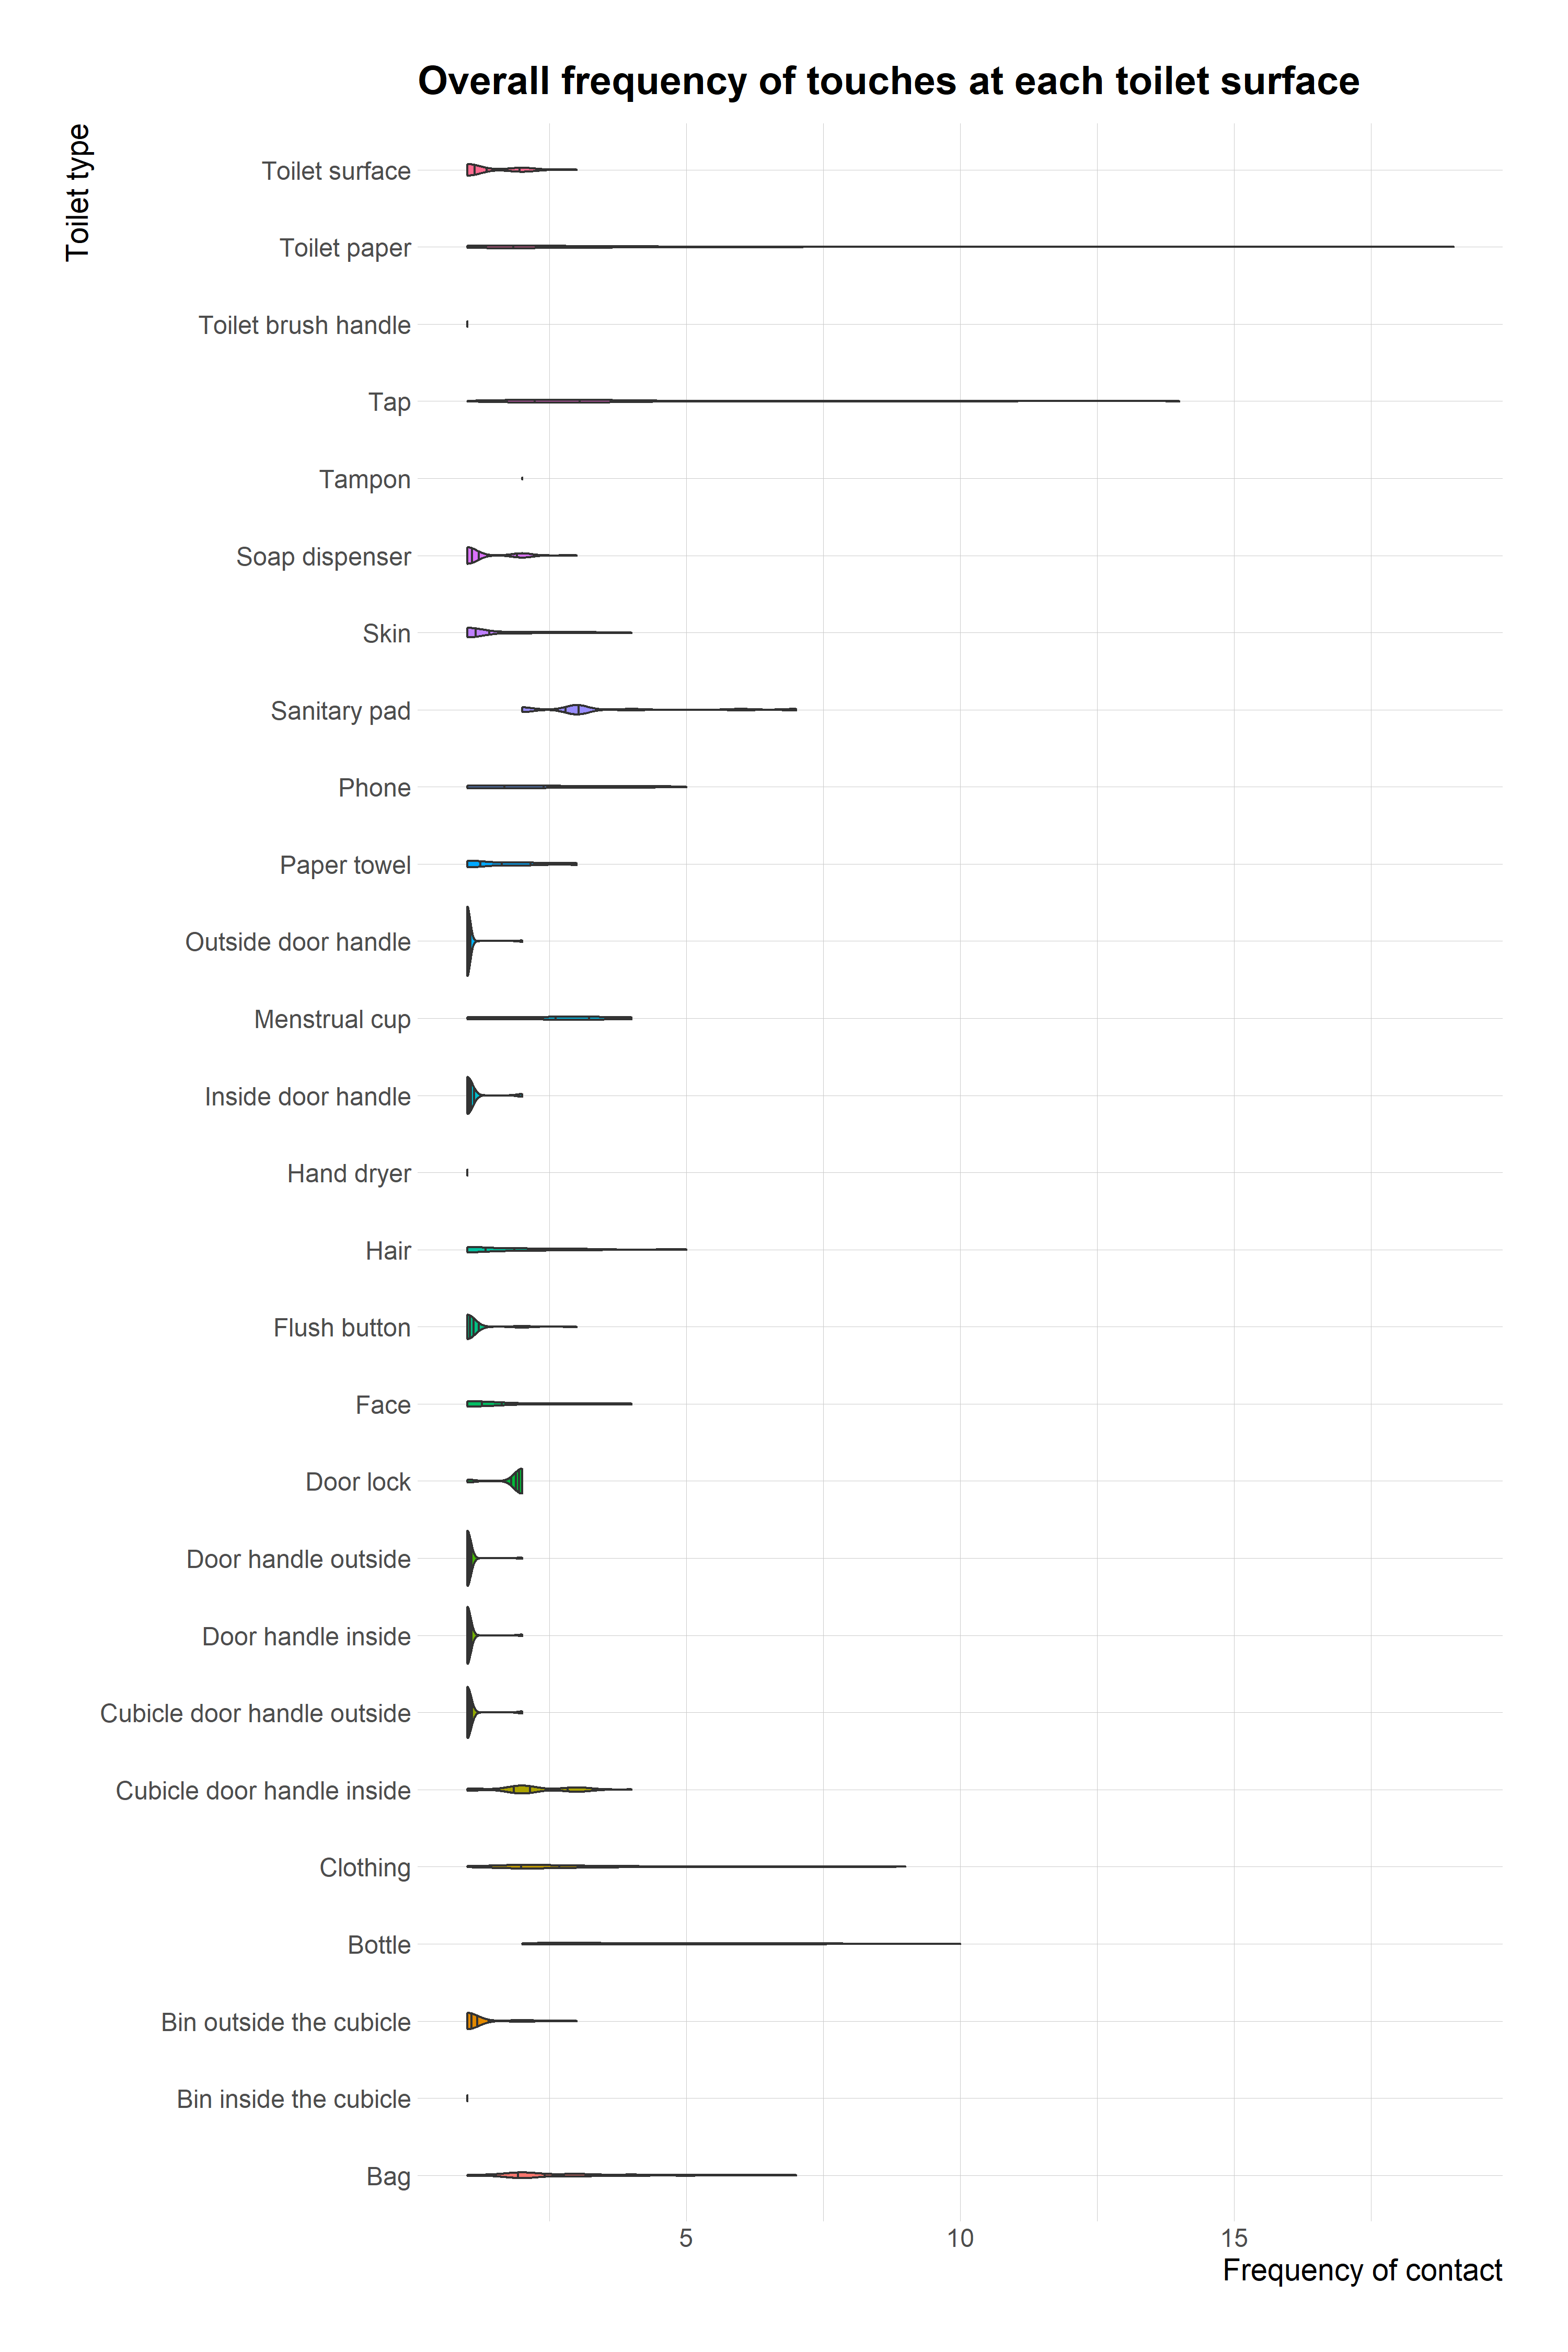 Overall frequency of touches at each toilet surface
Toilet type
Toilet surface
Toilet paper
Toilet brush handle
Tap
Tampon
Soap dispenser
Skin
Sanitary pad
Phone
Paper towel
Outside door handle
Menstrual cup
Inside door handle
Hand dryer
Hair
Flush button
Face
Door lock
Door handle outside
Door handle inside
Cubicle door handle outside
Cubicle door handle inside
Clothing
Bottle
Bin outside the cubicle
Bin inside the cubicle
Bag
5 10 15
Frequency of contact